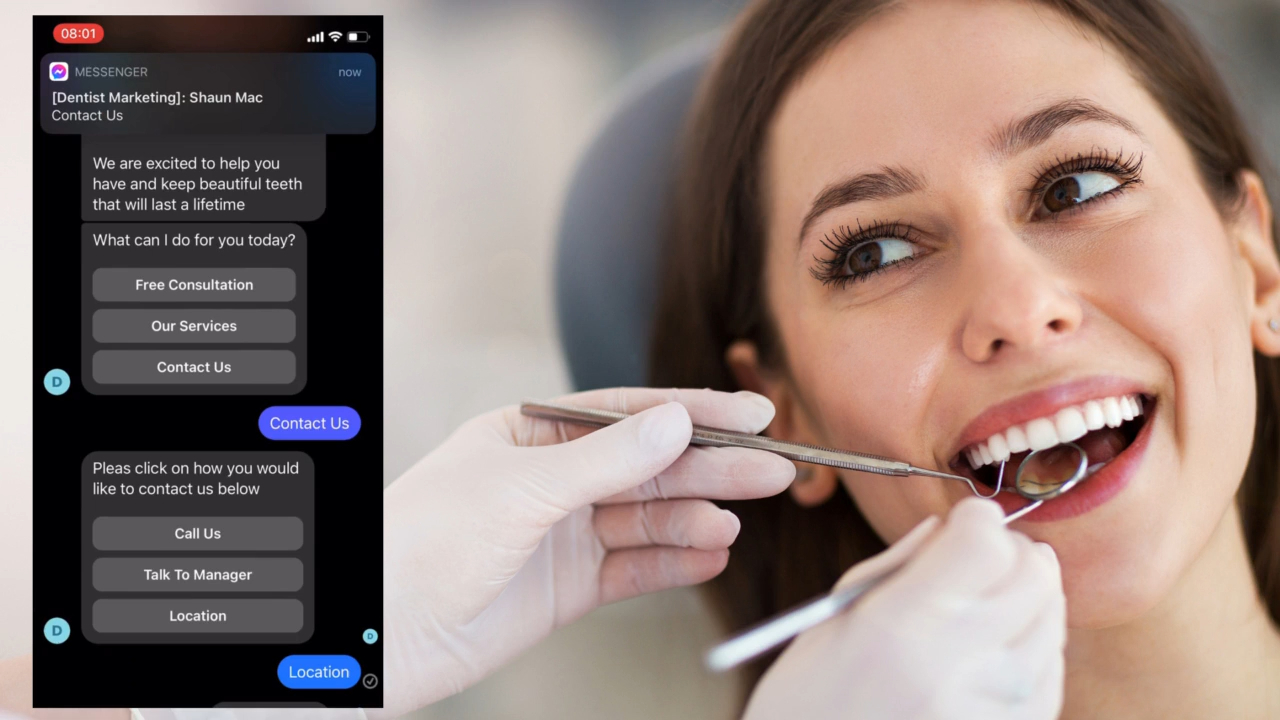 08:01
MESSENGER
now
[Dentist Marketing]: Shaun Mac
Contact Us
We are excited to help you
have and keep beautiful teeth
that will last a lifetime
What can I do for you today?
Free Consultation
Our Services
Contact Us
D
Contact Us
Pleas click on how you would
like to contact us below
Call Us
Talk To Manager
Location
D
D
Location